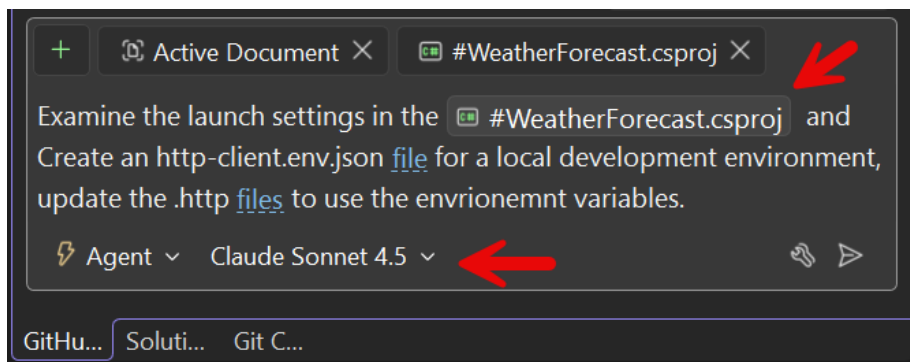 + Active Document × #WeatherForecast.csproj ×
Examine the launch settings in the #WeatherForecast.csproj and
Create an http-client.env.json file for a local development environment,
update the .http files to use the envrionemnt variables.
Agent Claude Sonnet 4.5
GitHu... Soluti... Git C...